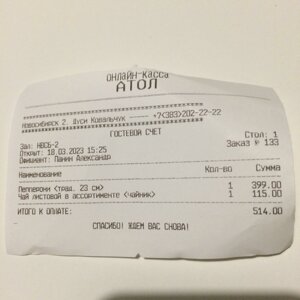 ОНЛАЙН-КАССА
АТОЛ
Новосибирск 2. Дуси Ковальчук +7(383)202-22-22
ГОСТЕВОЙ СЧЕТ
Зал: НВСБ-2 Стол: 1
Открыт: 18.03.2023 15:25 Заказ № 133
Официант: Панин Александр
Наименование Кол-во Сумма
Пепперони <трад. 23 см> 1 399.00
Чай листовой в ассортименте <чайник> 1 115.00
ИТОГО К ОПЛАТЕ: 514.00
СПАСИБО! ЖДЕМ ВАС СНОВА!